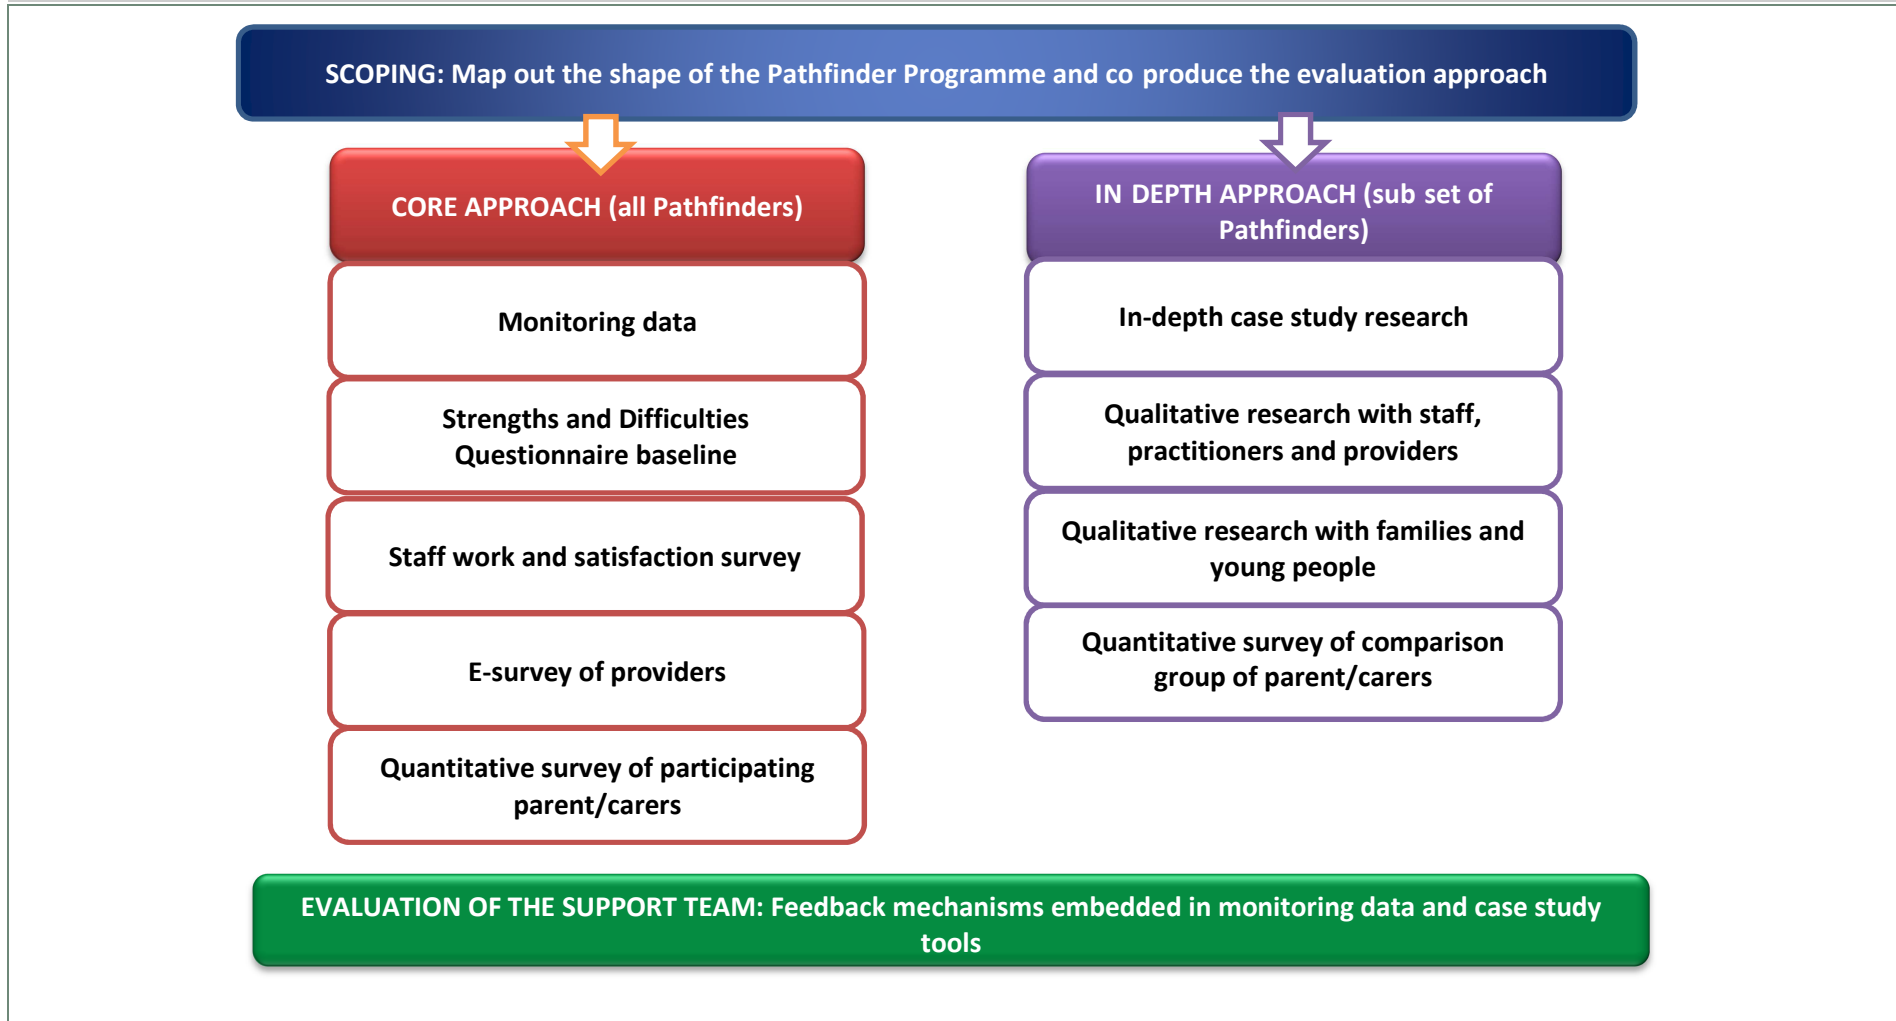 SCOPING: Map out the shape of the Pathfinder Programme and co produce the evaluation approach
CORE APPROACH (all Pathfinders)
Monitoring data
Strengths and Difficulties
Questionnaire baseline
Staff work and satisfaction survey
E-survey of providers
Quantitative survey of participating
parent/carers
IN DEPTH APPROACH (sub set of
Pathfinders)
In-depth case study research
Qualitative research with staff,
practitioners and providers
Qualitative research with families and
young people
Quantitative survey of comparison
group of parent/carers
EVALUATION OF THE SUPPORT TEAM: Feedback mechanisms embedded in monitoring data and case study
tools